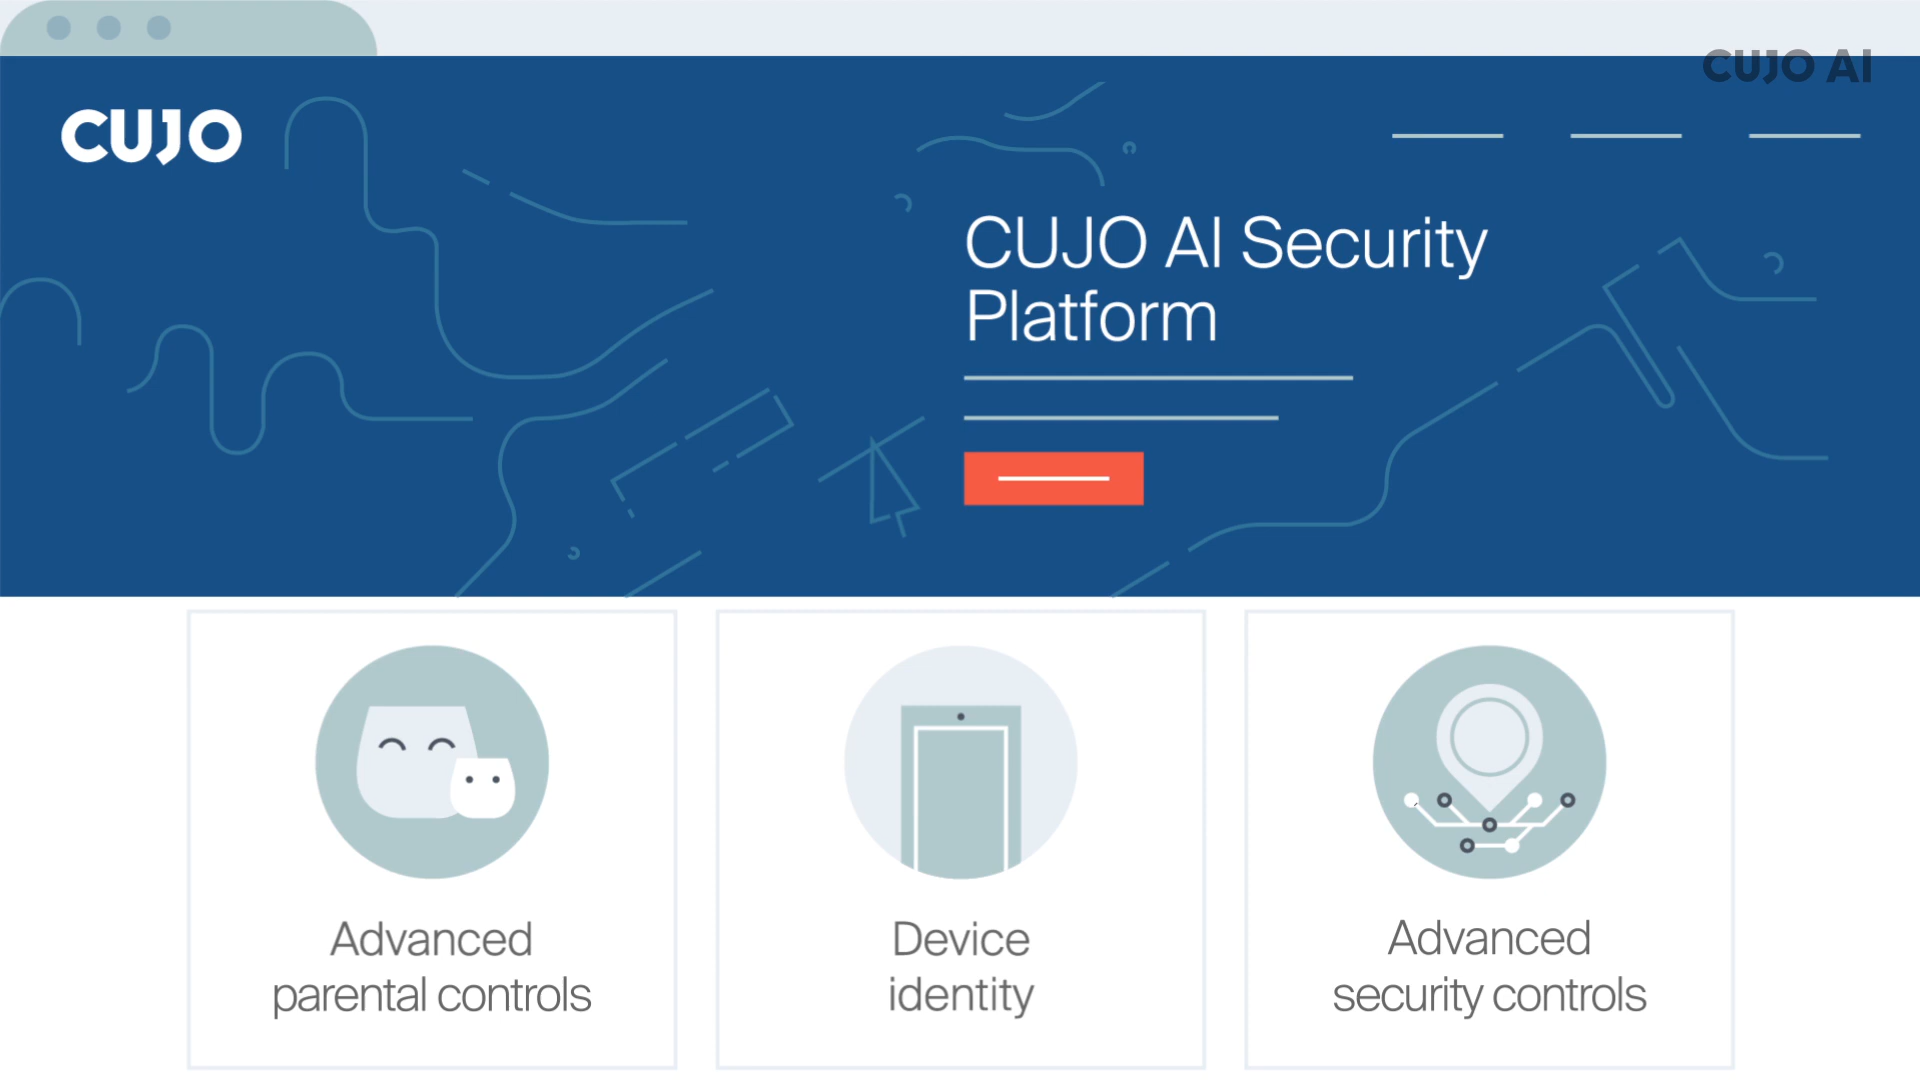 CUJO AI
CUJO
CUJO AI Security
Platform
Advanced
parental controls
Device
identity
Advanced
security controls